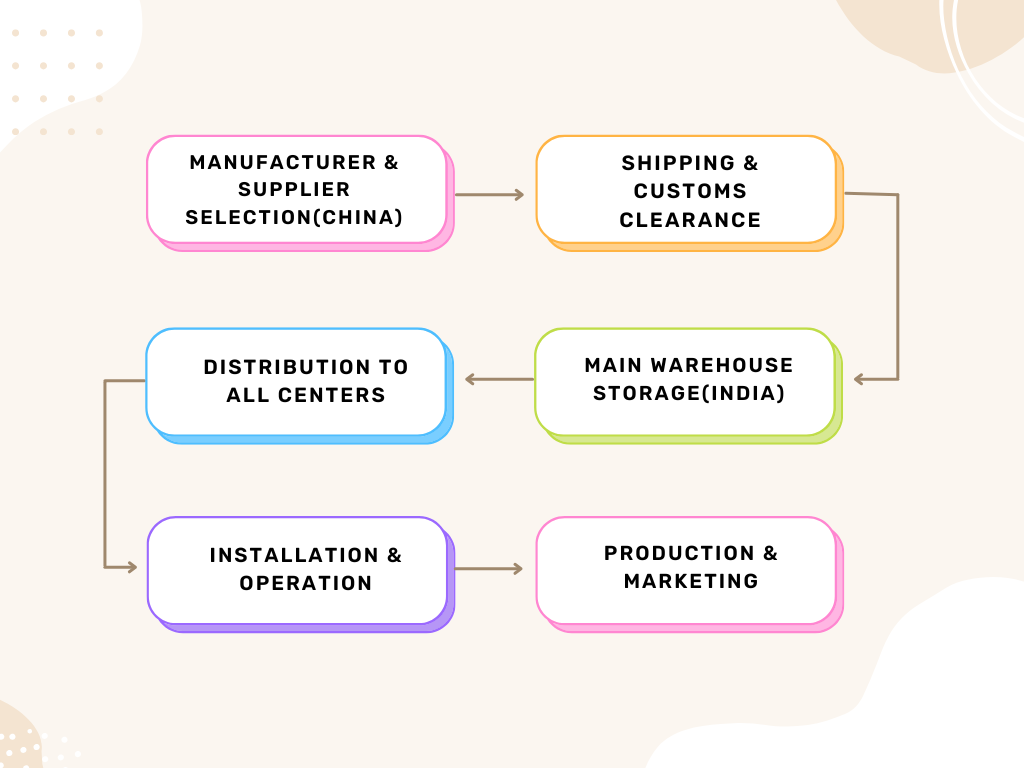 MANUFACTURER &
SUPPLIER
SELECTION(CHINA)
SHIPPING &
CUSTOMS
CLEARANCE
MAIN WAREHOUSE
STORAGE(INDIA)
DISTRIBUTION TO
ALL CENTERS
INSTALLATION &
OPERATION
PRODUCTION &
MARKETING